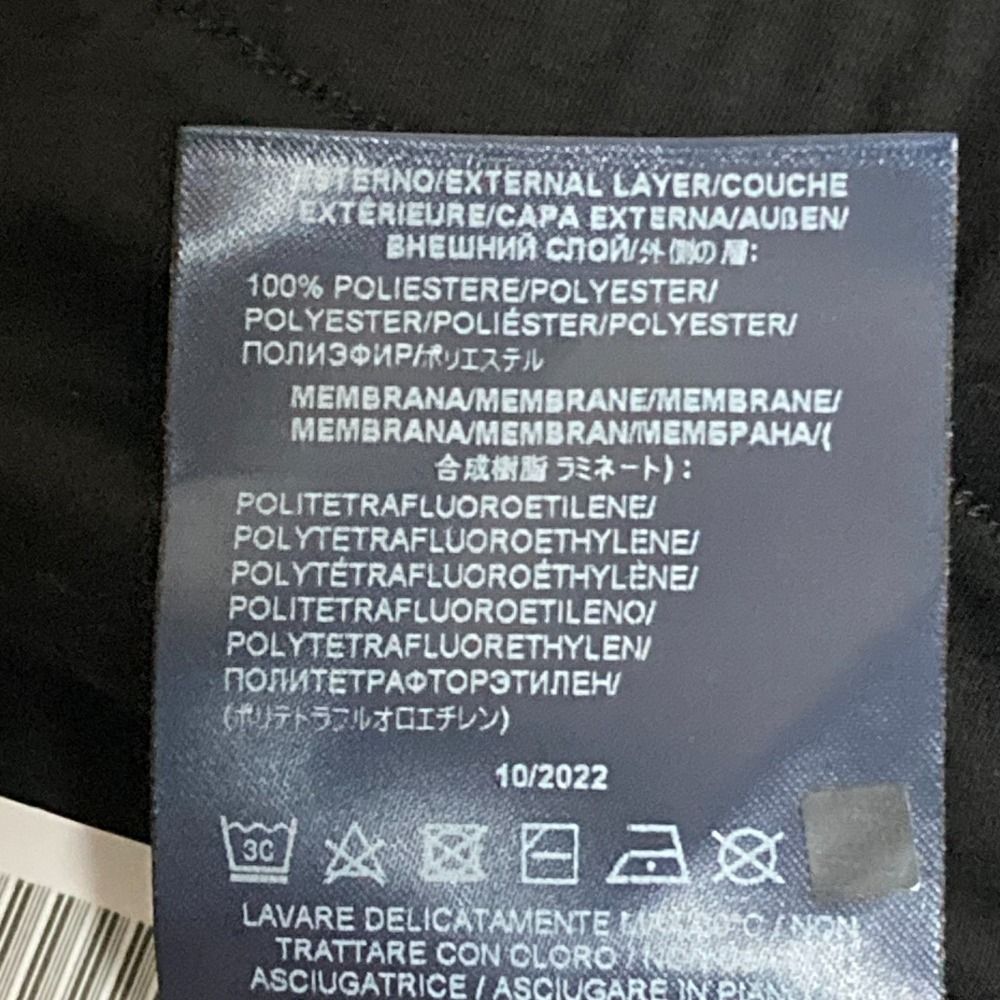 ESTERNO/EXTERNAL LAYER/COUCHE
EXTÉRIEURE/CAPA EXTERNA/AUßEN/
ВНЕШНИЙ СЛОЙ/外側の層:
100% POLIESTERE/POLYESTER/
POLYESTER/POLIÉSTER/POLYESTER/
ПОЛИЭФИР/ポリエステル
MEMBRANA/MEMBRANE/MEMBRANE/
MEMBRANA/MEMBRAN/МЕМБРАНА/(
合成樹脂 ラミネート):
POLITETRAFLUOROETILENE/
POLYTETRAFLUOROETHYLENE/
POLYTÉTRAFLUOROÉTHYLÈNE/
POLITETRAFLUOROETILENO/
POLYTETRAFLUORETHYLEN/
ПОЛИТЕТРАФТОРЭТИЛЕН/
(ポリテトラフルオロエチレン)
10/2022
30
LAVARE DELICATAMENTE °C / NON
TRATTARE CON CLORO /
ASCIUGATRICE / ASCIUGARE IN